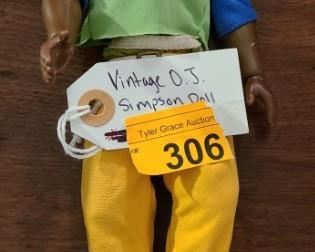 Vintage O.J.
Simpson Doll
Tyler Grace Auction
306